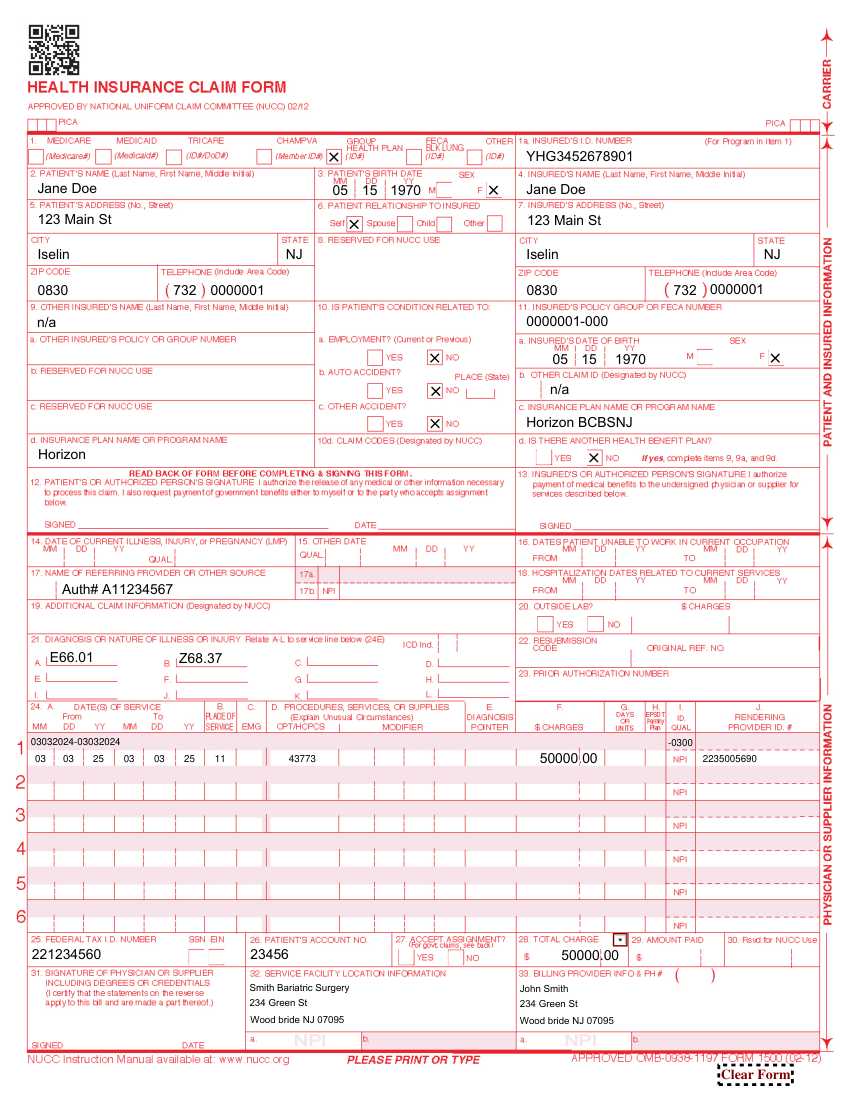 HEALTH INSURANCE CLAIM FORM
APPROVED BY NATIONAL UNIFORM CLAIM COMMITTEE (NUCC) 02/12
PICA
PICA
CARRIER
1. MEDICARE MEDICAID TRICARE CHAMPVA GROUP HEALTH PLAN FECA BLK LUNG OTHER
(Medicare#) (Medicaid#) (ID#/DoD#) (Member ID#) (ID#) (ID#) (ID#)
1a. INSURED'S I.D. NUMBER (For Program in Item 1)
YHG3452678901
2. PATIENT'S NAME (Last Name, First Name, Middle Initial)
Jane Doe
3. PATIENT'S BIRTH DATE SEX
MM DD YY
05 15 1970 M F X
4. INSURED'S NAME (Last Name, First Name, Middle Initial)
Jane Doe
5. PATIENT'S ADDRESS (No., Street)
123 Main St
6. PATIENT RELATIONSHIP TO INSURED
Self X Spouse Child Other
7. INSURED'S ADDRESS (No., Street)
123 Main St
CITY STATE
Iselin NJ
8. RESERVED FOR NUCC USE
CITY STATE
Iselin NJ
ZIP CODE TELEPHONE (Include Area Code)
0830 (732) 0000001
ZIP CODE TELEPHONE (Include Area Code)
0830 (732) 0000001
9. OTHER INSURED'S NAME (Last Name, First Name, Middle Initial)
n/a
10. IS PATIENT'S CONDITION RELATED TO:
11. INSURED'S POLICY GROUP OR FECA NUMBER
0000001-000
a. OTHER INSURED'S POLICY OR GROUP NUMBER
a. EMPLOYMENT? (Current or Previous)
YES X NO
a. INSURED'S DATE OF BIRTH SEX
MM DD YY
05 15 1970 M F X
b. RESERVED FOR NUCC USE
b. AUTO ACCIDENT? PLACE (State)
YES X NO
b. OTHER CLAIM ID (Designated by NUCC)
n/a
c. RESERVED FOR NUCC USE
c. OTHER ACCIDENT?
YES X NO
c. INSURANCE PLAN NAME OR PROGRAM NAME
Horizon BCBSNJ
d. INSURANCE PLAN NAME OR PROGRAM NAME
Horizon
10d. CLAIM CODES (Designated by NUCC)
d. IS THERE ANOTHER HEALTH BENEFIT PLAN?
YES X NO If yes, complete items 9, 9a, and 9d.
PATIENT AND INSURED INFORMATION
READ BACK OF FORM BEFORE COMPLETING & SIGNING THIS FORM.
12. PATIENT'S OR AUTHORIZED PERSON'S SIGNATURE I authorize the release of any medical or other information necessary
to process this claim. I also request payment of government benefits either to myself or to the party who accepts assignment
below.
SIGNED DATE
13. INSURED'S OR AUTHORIZED PERSON'S SIGNATURE I authorize
payment of medical benefits to the undersigned physician or supplier for
services described below.
SIGNED
14. DATE OF CURRENT ILLNESS, INJURY, or PREGNANCY (LMP)
MM DD YY
QUAL.
15. OTHER DATE
QUAL. MM DD YY
16. DATES PATIENT UNABLE TO WORK IN CURRENT OCCUPATION
MM DD YY MM DD YY
FROM TO
17. NAME OF REFERRING PROVIDER OR OTHER SOURCE
Auth# A11234567
17a.
17b. NPI
18. HOSPITALIZATION DATES RELATED TO CURRENT SERVICES
MM DD YY MM DD YY
FROM TO
19. ADDITIONAL CLAIM INFORMATION (Designated by NUCC)
20. OUTSIDE LAB? $ CHARGES
YES NO
21. DIAGNOSIS OR NATURE OF ILLNESS OR INJURY Relate A-L to service line below (24E) ICD Ind.
A. E66.01 B. Z68.37 C. D.
E. F. G. H.
I. J. K. L.
22. RESUBMISSION
CODE ORIGINAL REF. NO.
23. PRIOR AUTHORIZATION NUMBER
24. A. DATE(S) OF SERVICE B. C. D. PROCEDURES, SERVICES, OR SUPPLIES E. F. G. H. I. J.
From To PLACE OF (Explain Unusual Circumstances) DIAGNOSIS DAYS OR UNITS EPSDT Family Plan ID. RENDERING
MM DD YY MM DD YY SERVICE EMG CPT/HCPCS MODIFIER POINTER $ CHARGES QUAL. PROVIDER ID. #
03032024-03032024 -0300
1 03 03 25 03 03 25 11 43773 50000 00 NPI 2235005690
2 NPI
3 NPI
4 NPI
5 NPI
6 NPI
PHYSICIAN OR SUPPLIER INFORMATION
25. FEDERAL TAX I.D. NUMBER SSN EIN
221234560
26. PATIENT'S ACCOUNT NO.
23456
27. ACCEPT ASSIGNMENT?
(For govt. claims, see back)
YES NO
28. TOTAL CHARGE
$ 50000 00
29. AMOUNT PAID
$
30. Rsvd for NUCC Use
31. SIGNATURE OF PHYSICIAN OR SUPPLIER
INCLUDING DEGREES OR CREDENTIALS
(I certify that the statements on the reverse
apply to this bill and are made a part thereof.)
SIGNED DATE
32. SERVICE FACILITY LOCATION INFORMATION
Smith Bariatric Surgery
234 Green St
Wood bride NJ 07095
a. NPI b.
33. BILLING PROVIDER INFO & PH # ( )
John Smith
234 Green St
Wood bride NJ 07095
a. NPI b.
NUCC Instruction Manual available at: www.nucc.org
PLEASE PRINT OR TYPE
APPROVED OMB-0938-1197 FORM 1500 (02-12)
Clear Form